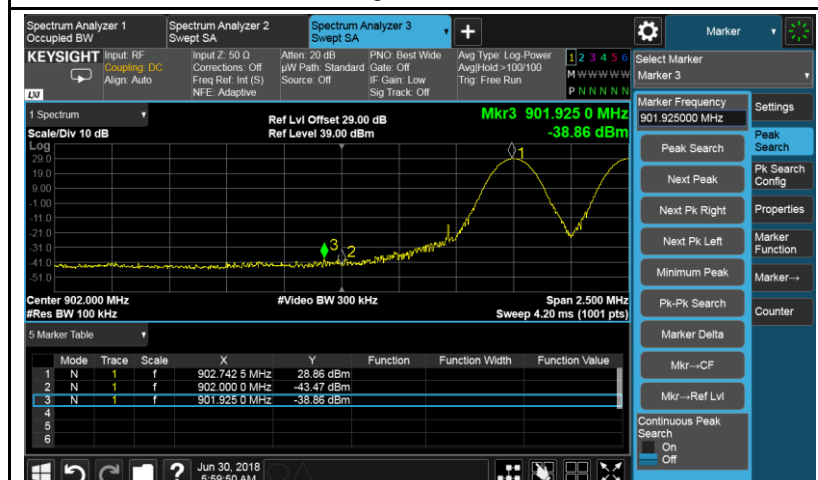 Spectrum Analyzer 1
Occupied BW
Spectrum Analyzer 2
Swept SA
Spectrum Analyzer 3
Swept SA
Marker
KEYSIGHT
LXI
Input: RF
Coupling: DC
Align: Auto
Input Z: 50 Ω
Corrections: Off
Freq Ref: Int (S)
NFE: Adaptive
Atten: 20 dB
µW Path: Standard
Source: Off
PNO: Best Wide
Gate: Off
IF Gain: Low
Sig Track: Off
Avg Type: Log-Power
Avg|Hold:>100/100
Trig: Free Run
1 2 3 4 5 6
M W W W W W
P N N N N N
Select Marker
Marker 3
1 Spectrum
Scale/Div 10 dB
Ref Lvl Offset 29.00 dB
Ref Level 39.00 dBm
Mkr3 901.925 0 MHz
-38.86 dBm
Log
29.0
19.0
9.00
-1.00
-11.0
-21.0
-31.0
-41.0
-51.0
1
3
2
Center 902.000 MHz
#Res BW 100 kHz
#Video BW 300 kHz
Span 2.500 MHz
Sweep 4.20 ms (1001 pts)
5 Marker Table
Mode Trace Scale X Y Function Function Width Function Value
1 N 1 f 902.742 5 MHz 28.86 dBm
2 N 1 f 902.000 0 MHz -43.47 dBm
3 N 1 f 901.925 0 MHz -38.86 dBm
4
5
6
Marker Frequency
901.925000 MHz
Peak Search
Next Peak
Next Pk Right
Next Pk Left
Minimum Peak
Pk-Pk Search
Marker Delta
Mkr→CF
Mkr→Ref Lvl
Continuous Peak
Search
On
Off
Settings
Peak
Search
Pk Search
Config
Properties
Marker
Function
Marker→
Counter
?
Jun 30, 2018
5:59:50 AM